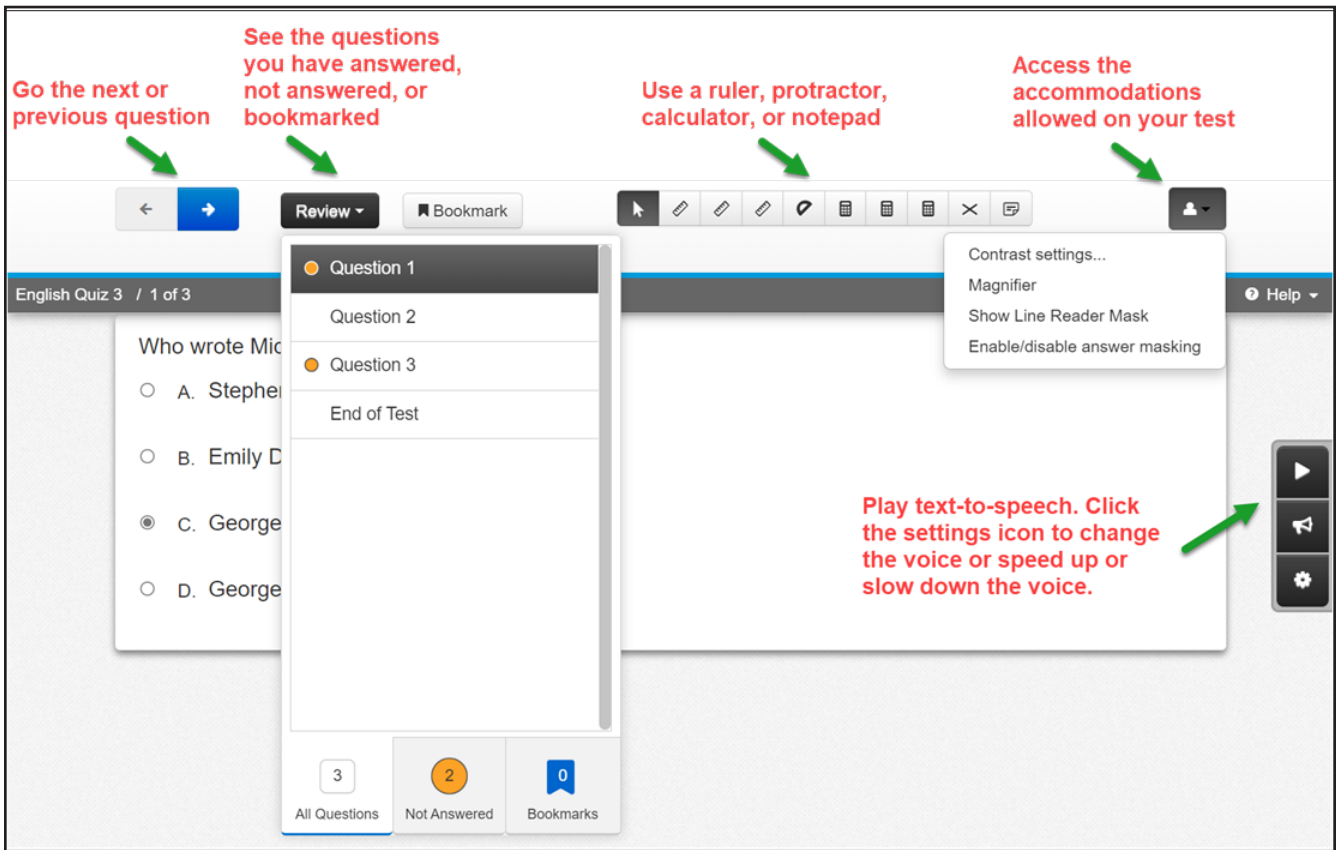 See the questions
you have answered,
not answered, or
bookmarked
Go the next or
previous question
Use a ruler, protractor,
calculator, or notepad
Access the
accommodations
allowed on your test
Review
Bookmark
Question 1
Question 2
Question 3
End of Test
3
All Questions
2
Not Answered
0
Bookmarks
Contrast settings...
Magnifier
Show Line Reader Mask
Enable/disable answer masking
English Quiz 3 / 1 of 3
Help
Who wrote
A. Stephe
B. Emily D
C. George
D. George
Play text-to-speech. Click
the settings icon to change
the voice or speed up or
slow down the voice.